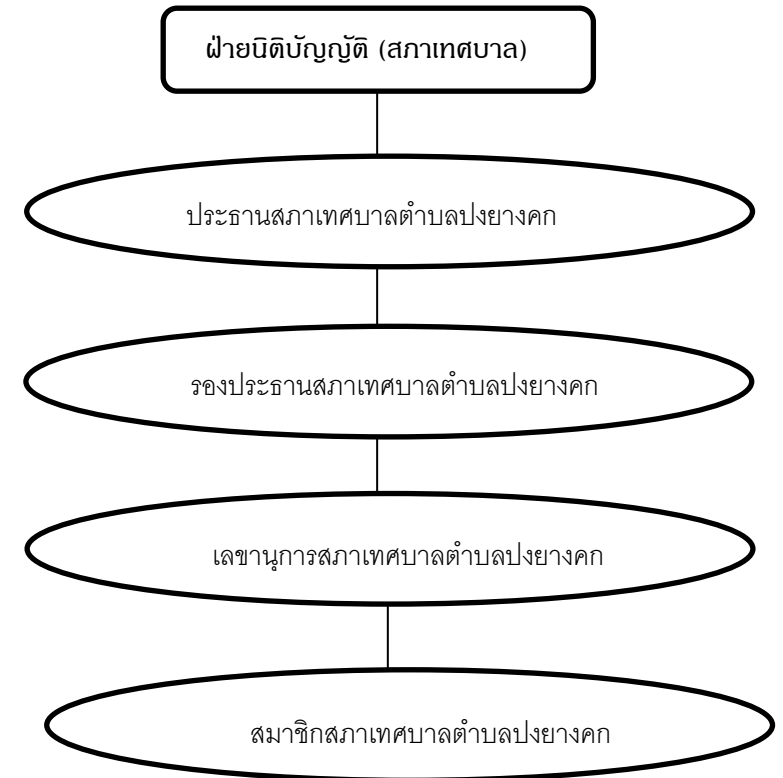 ฝ่ายนิติบัญญัติ (สภาเทศบาล)
ประธานสภาเทศบาลตำบลปงยางคก
รองประธานสภาเทศบาลตำบลปงยางคก
เลขานุการสภาเทศบาลตำบลปงยางคก
สมาชิกสภาเทศบาลตำบลปงยางคก